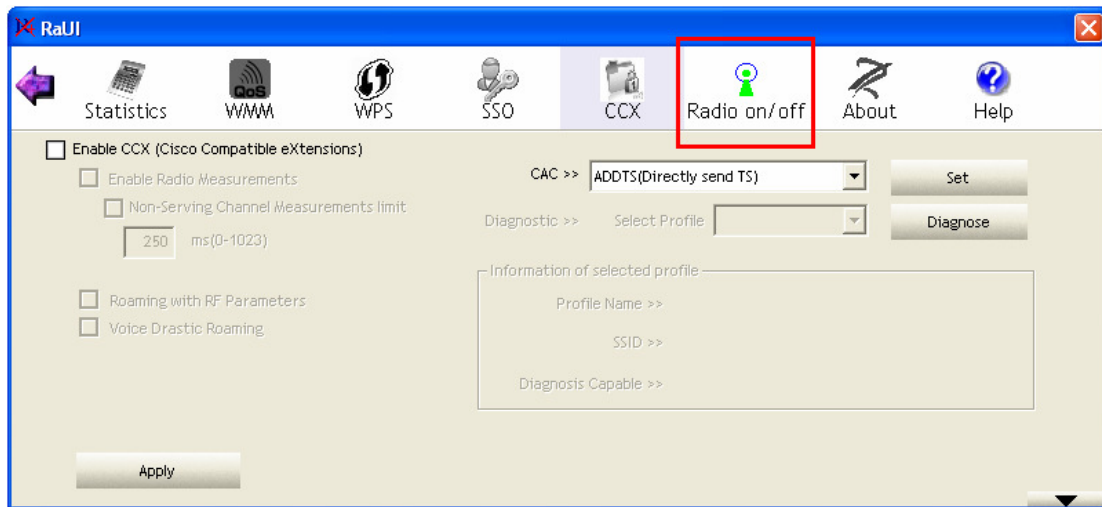 RaUI
Statistics WMM WPS SSO CCX Radio on/off About Help
QoS
Enable CCX (Cisco Compatible eXtensions)
Enable Radio Measurements
Non-Serving Channel Measurements limit
250 ms(0-1023)
Roaming with RF Parameters
Voice Drastic Roaming
CAC >> ADDTS(Directly send TS) Set
Diagnostic >> Select Profile Diagnose
Information of selected profile
Profile Name >>
SSID >>
Diagnosis Capable >>
Apply